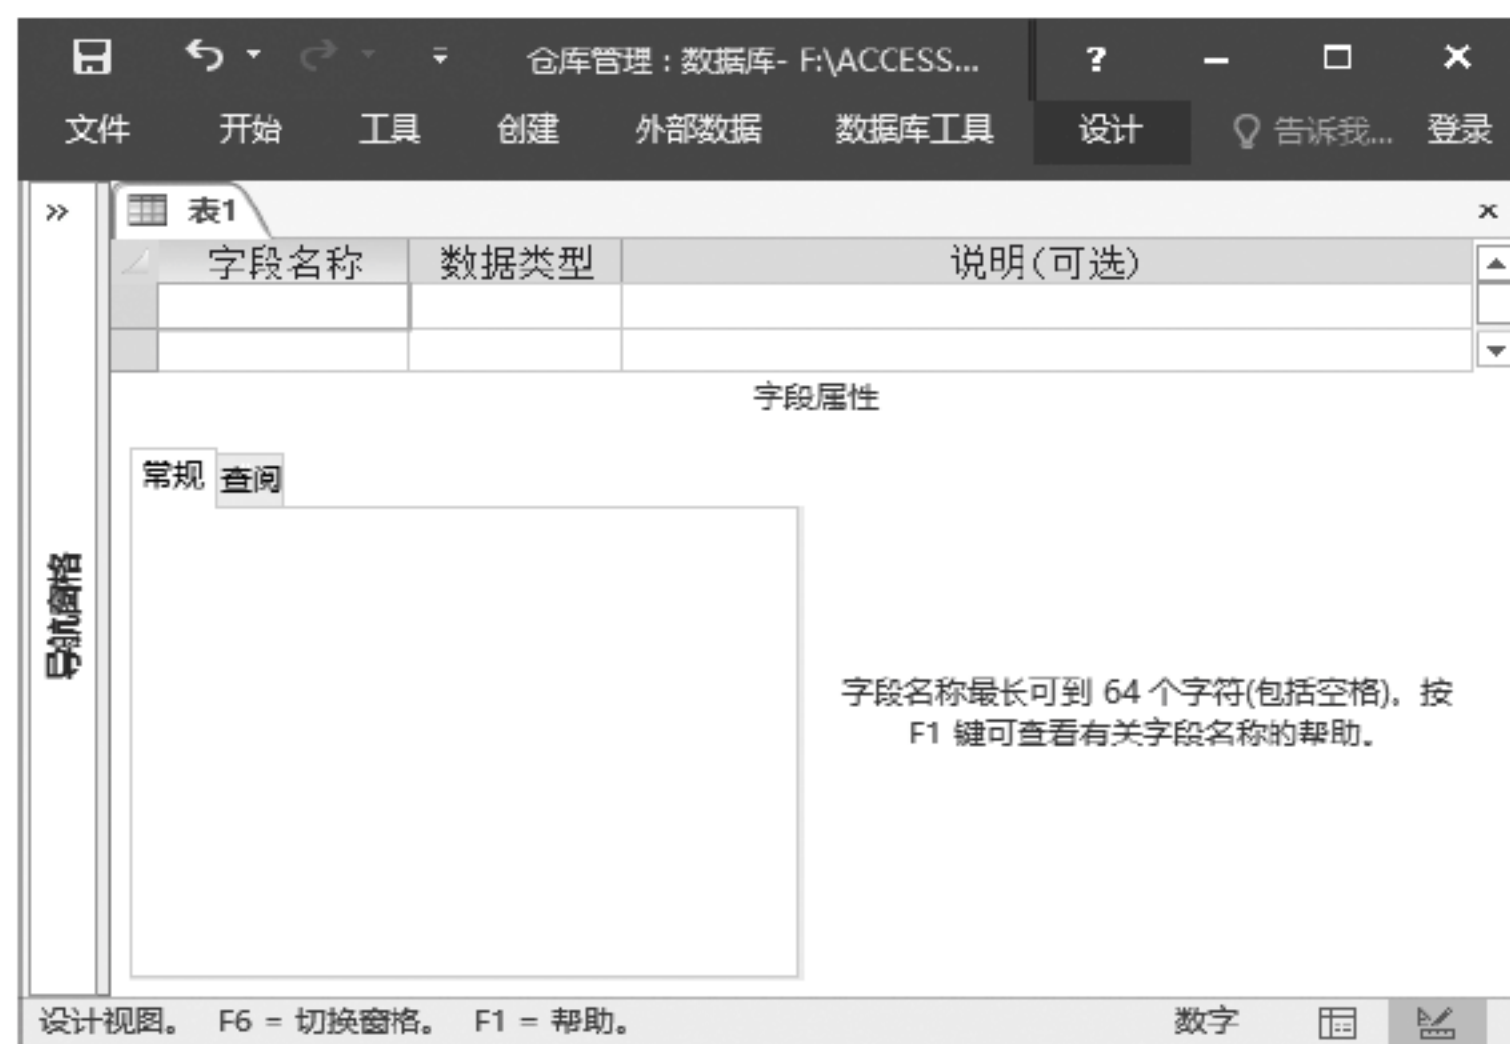 仓库管理：数据库- F:\ACCESS... ?
文件 开始 工具 创建 外部数据 数据库工具 设计 告诉我... 登录
» 表1
字段名称 数据类型 说明(可选)
字段属性
常规 查阅
导航窗格
字段名称最长可到 64 个字符(包括空格)。按
F1 键可查看有关字段名称的帮助。
设计视图。 F6 = 切换窗格。 F1 = 帮助。 数字